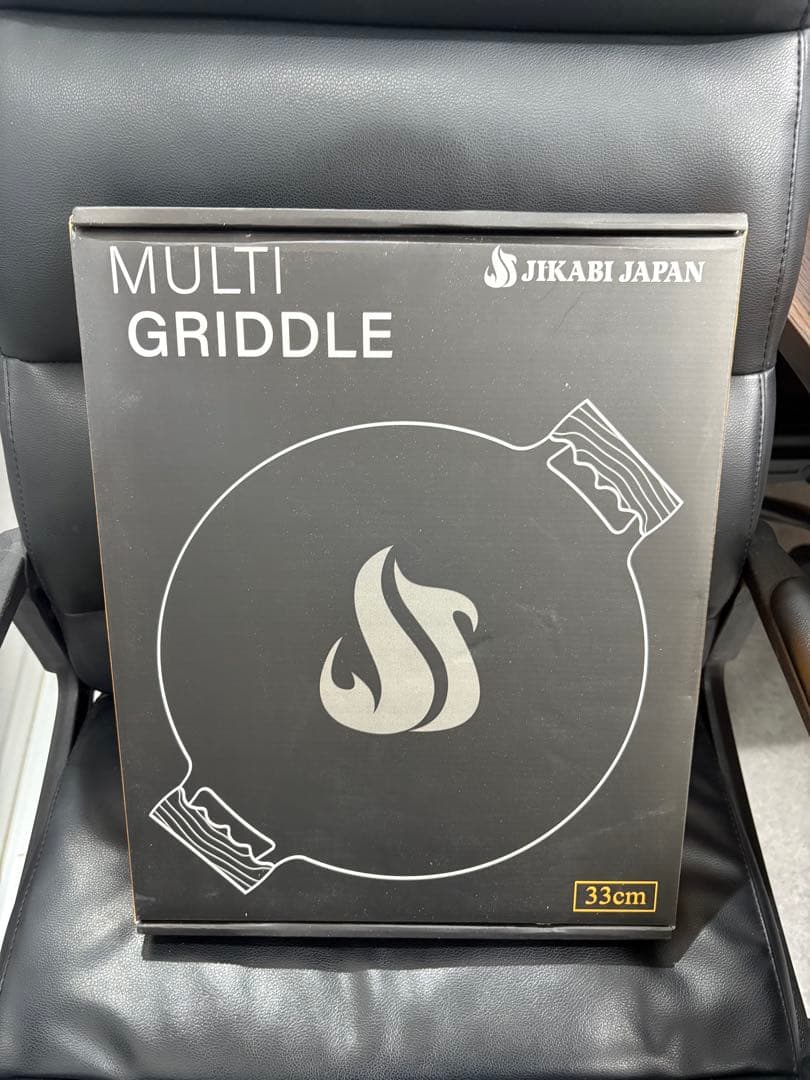 MULTI
GRIDDLE
JIKABI JAPAN
33cm